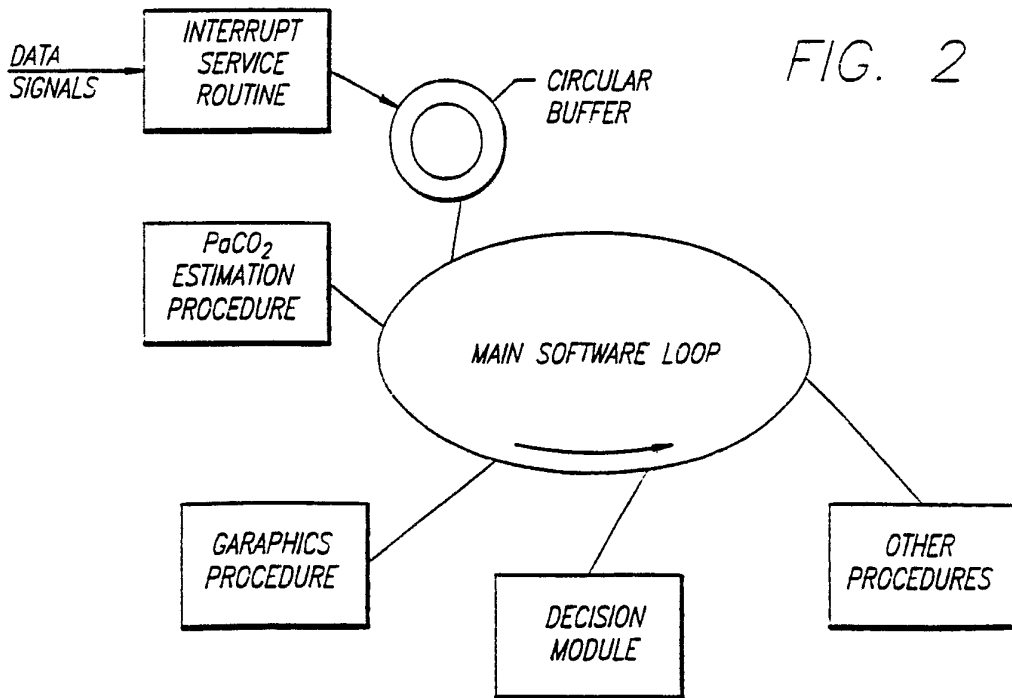 FIG. 2
DATA
SIGNALS
INTERRUPT
SERVICE
ROUTINE
CIRCULAR
BUFFER
PaCO₂
ESTIMATION
PROCEDURE
MAIN SOFTWARE LOOP
GARAPHICS
PROCEDURE
DECISION
MODULE
OTHER
PROCEDURES